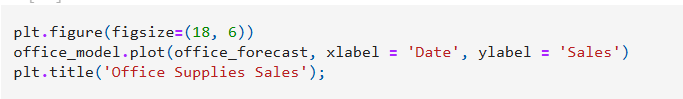 plt.figure(figsize=(18, 6))
office_model.plot(office_forecast, xlabel = 'Date', ylabel = 'Sales')
plt.title('Office Supplies Sales');